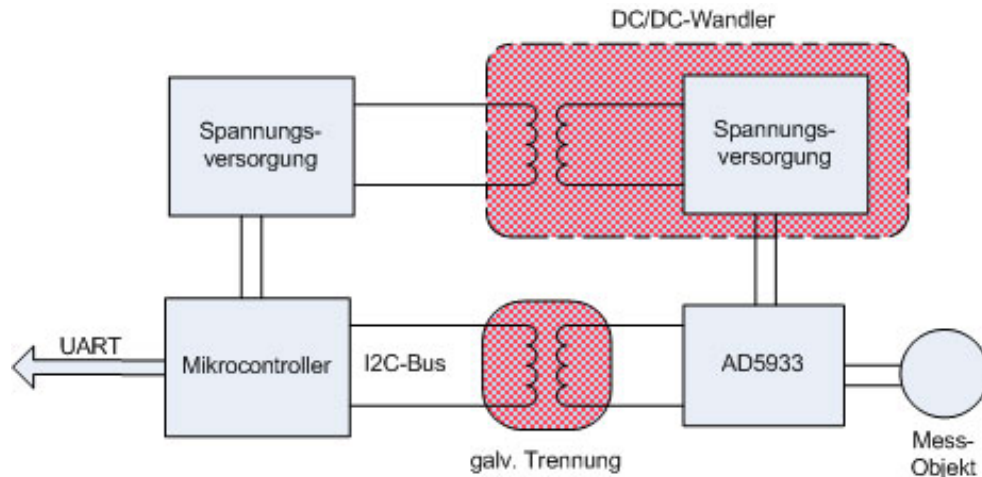 DC/DC-Wandler
Spannungs-
versorgung
Spannungs-
versorgung
UART
Mikrocontroller
I2C-Bus
AD5933
galv. Trennung
Mess-
Objekt